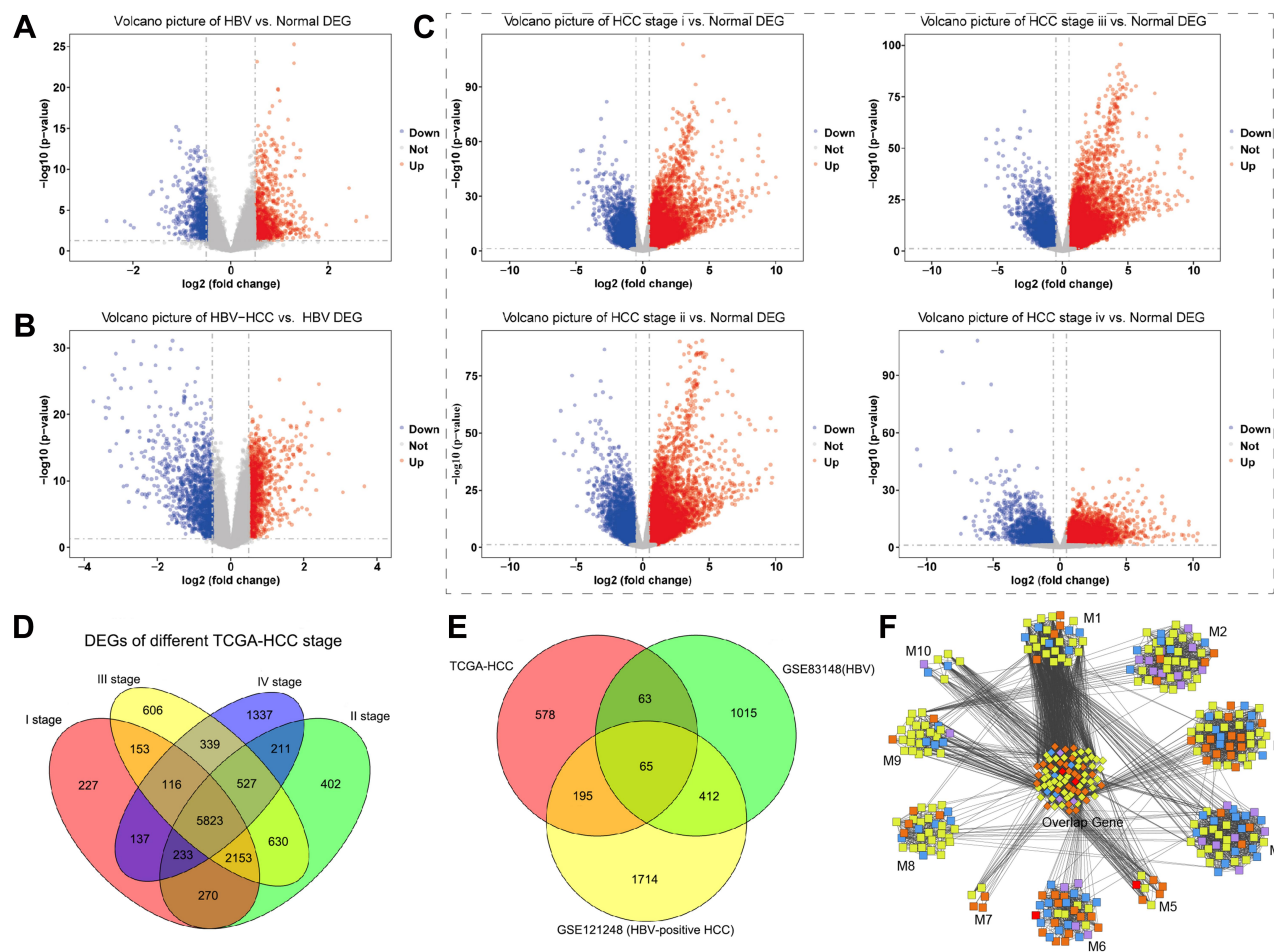 A
Volcano picture of HBV vs. Normal DEG
25
20
15
10
5
0
−log10 (p−value)
−2
0
2
log2 (fold change)
Down
Not
Up
B
Volcano picture of HBV−HCC vs. HBV DEG
30
20
10
0
−log10 (p−value)
−4
−2
0
2
4
log2 (fold change)
Down
Not
Up
C
Volcano picture of HCC stage i vs. Normal DEG
90
60
30
0
−log10 (p−value)
−10
−5
0
5
10
log2 (fold change)
Down
Not
Up
Volcano picture of HCC stage iii vs. Normal DEG
100
75
50
25
0
−log10 (p−value)
−10
−5
0
5
10
log2 (fold change)
Down
Not
Up
Volcano picture of HCC stage ii vs. Normal DEG
75
50
25
0
−log10 (p−value)
−10
−5
0
5
10
log2 (fold change)
Down
Not
Up
Volcano picture of HCC stage iv vs. Normal DEG
90
60
30
0
−log10 (p−value)
−10
−5
0
5
10
log2 (fold change)
Down
Not
Up
D
DEGs of different TCGA-HCC stage
III stage
IV stage
I stage
II stage
606
1337
153
339
211
227
116
527
402
5823
137
233
2153
630
270
E
TCGA-HCC
GSE83148(HBV)
63
578
1015
65
195
412
1714
GSE121248 (HBV-positive HCC)
F
M1
M2
M10
M9
Overlap Gene
M8
M
M7
M6
M5